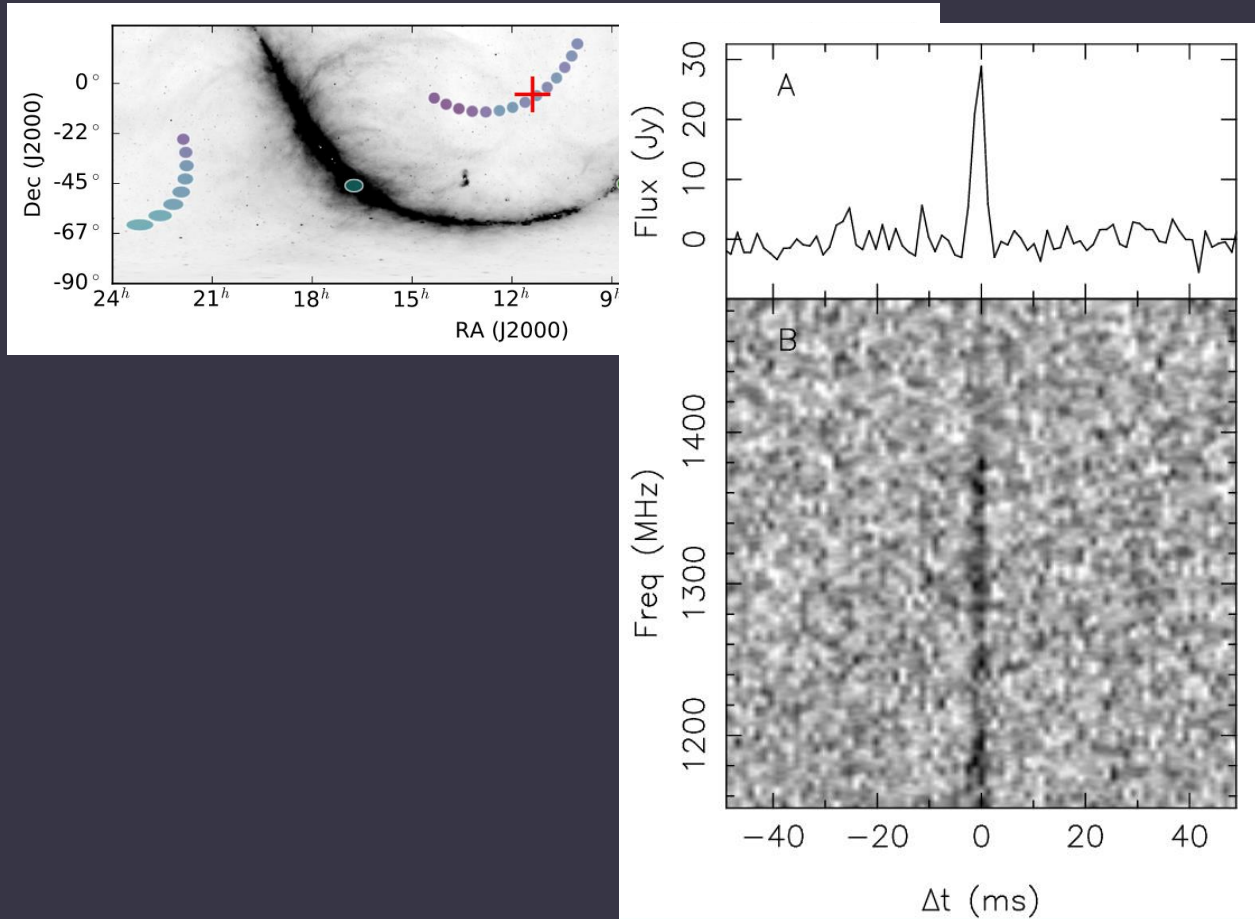 Dec (J2000)
0°
-22°
-45°
-67°
-90°
24h
21h
18h
15h
12h
9h
RA (J2000)
A
Flux (Jy)
30
20
10
0
B
Freq (MHz)
1400
1300
1200
−40
−20
0
20
40
Δt (ms)